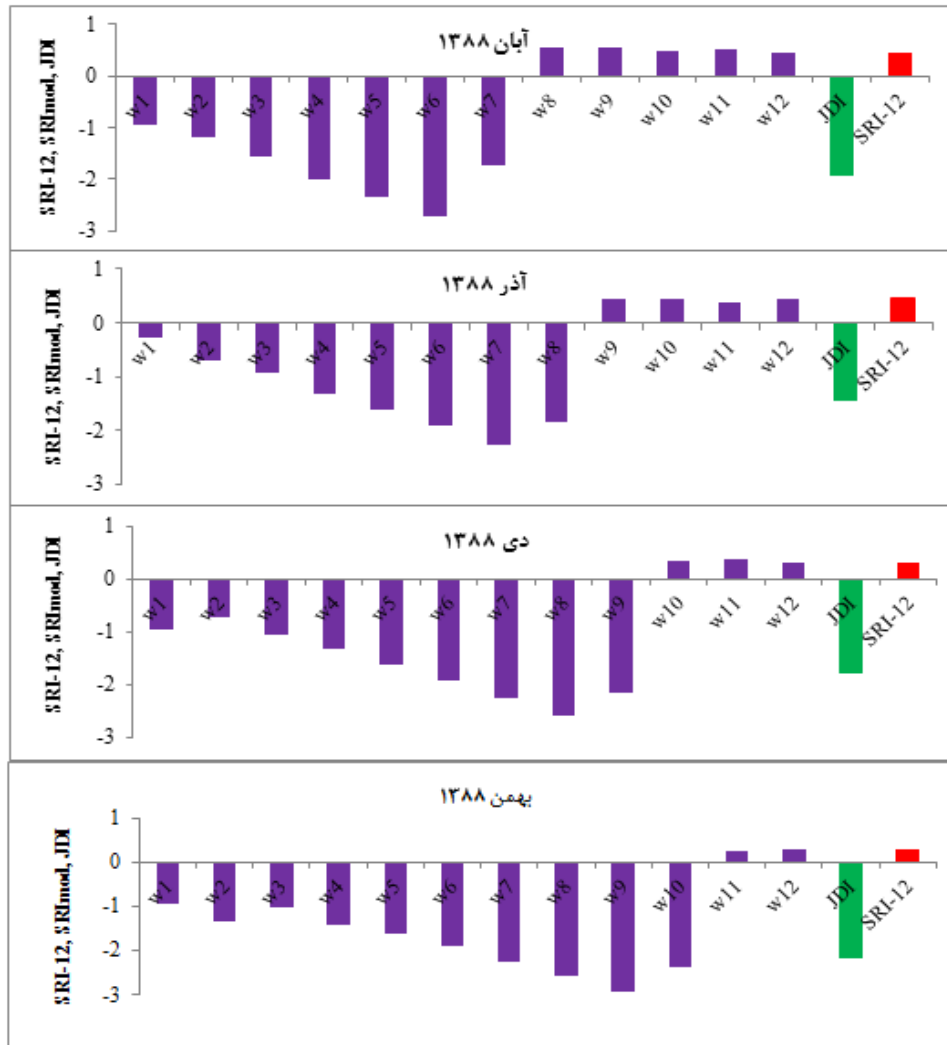 آبان ۱۳۸۸
SRI-12, SRImod, JDI
1
0
-1
-2
-3
w1 w2 w3 w4 w5 w6 w7 w8 w9 w10 w11 w12 JDI SRI-12
آذر ۱۳۸۸
SRI-12, SRImod, JDI
1
0
-1
-2
-3
w1 w2 w3 w4 w5 w6 w7 w8 w9 w10 w11 w12 JDI SRI-12
دی ۱۳۸۸
SRI-12, SRImod, JDI
1
0
-1
-2
-3
w1 w2 w3 w4 w5 w6 w7 w8 w9 w10 w11 w12 JDI SRI-12
بهمن ۱۳۸۸
SRI-12, SRImod, JDI
1
0
-1
-2
-3
w1 w2 w3 w4 w5 w6 w7 w8 w9 w10 w11 w12 JDI SRI-12